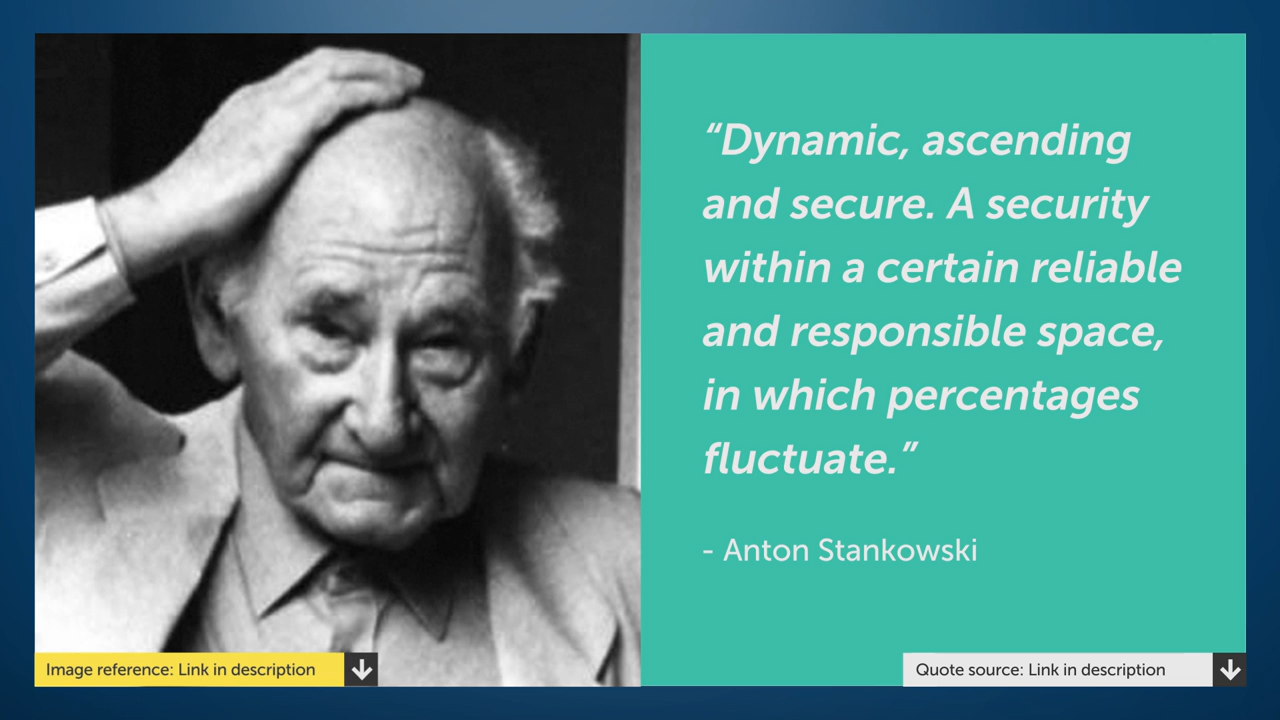 “Dynamic, ascending
and secure. A security
within a certain reliable
and responsible space,
in which percentages
fluctuate.”
- Anton Stankowski
Image reference: Link in description
Quote source: Link in description